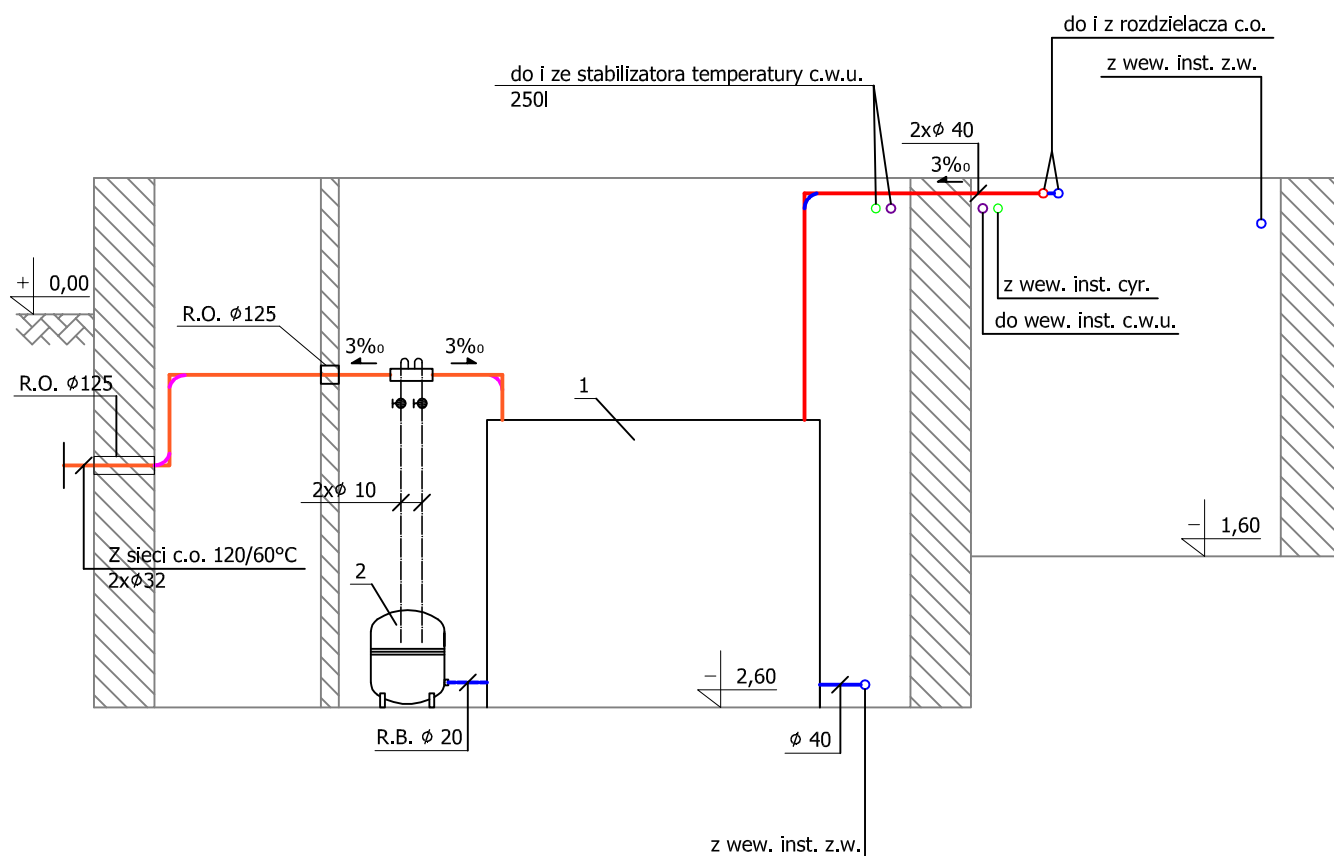 do i z rozdzielacza c.o.
z wew. inst. z.w.
do i ze stabilizatora temperatury c.w.u.
250l
2xϕ 40
3‰
+ 0,00
z wew. inst. cyr.
do wew. inst. c.w.u.
R.O. ϕ125
3‰ 3‰
R.O. ϕ125
1
2xϕ 10
− 1,60
Z sieci c.o. 120/60°C
2xϕ32
2
− 2,60
R.B. ϕ 20
ϕ 40
z wew. inst. z.w.